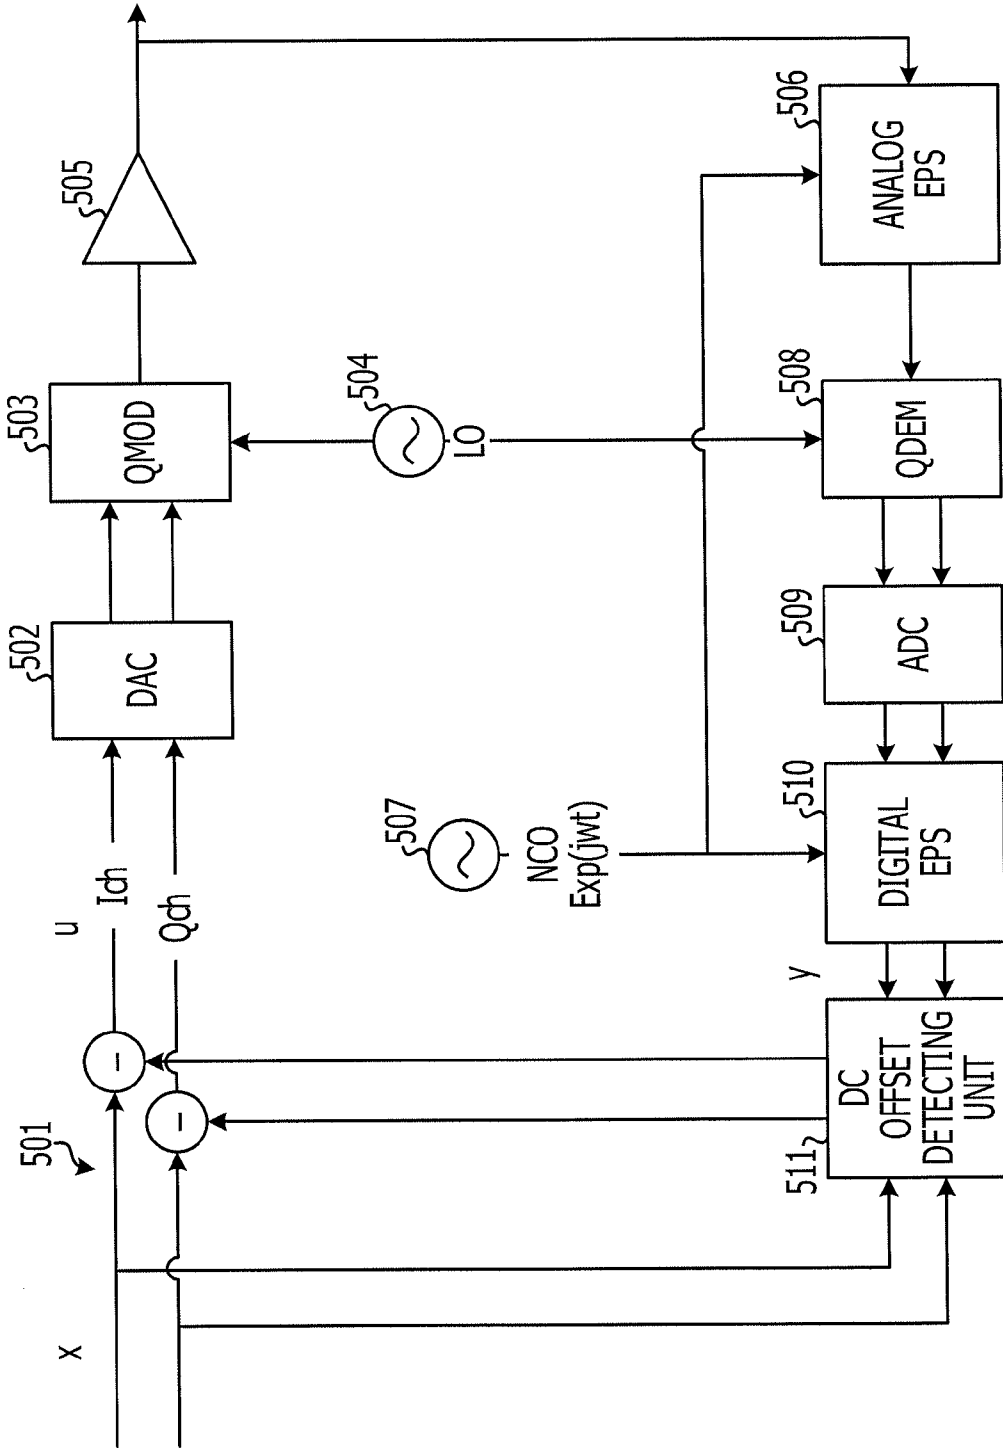 x
501
u
Ich
Qch
-
-
502
DAC
503
QMOD
505
504
LO
507
NCO
Exp(jwt)
511
DC
OFFSET
DETECTING
UNIT
y
510
DIGITAL
EPS
509
ADC
508
QDEM
506
ANALOG
EPS